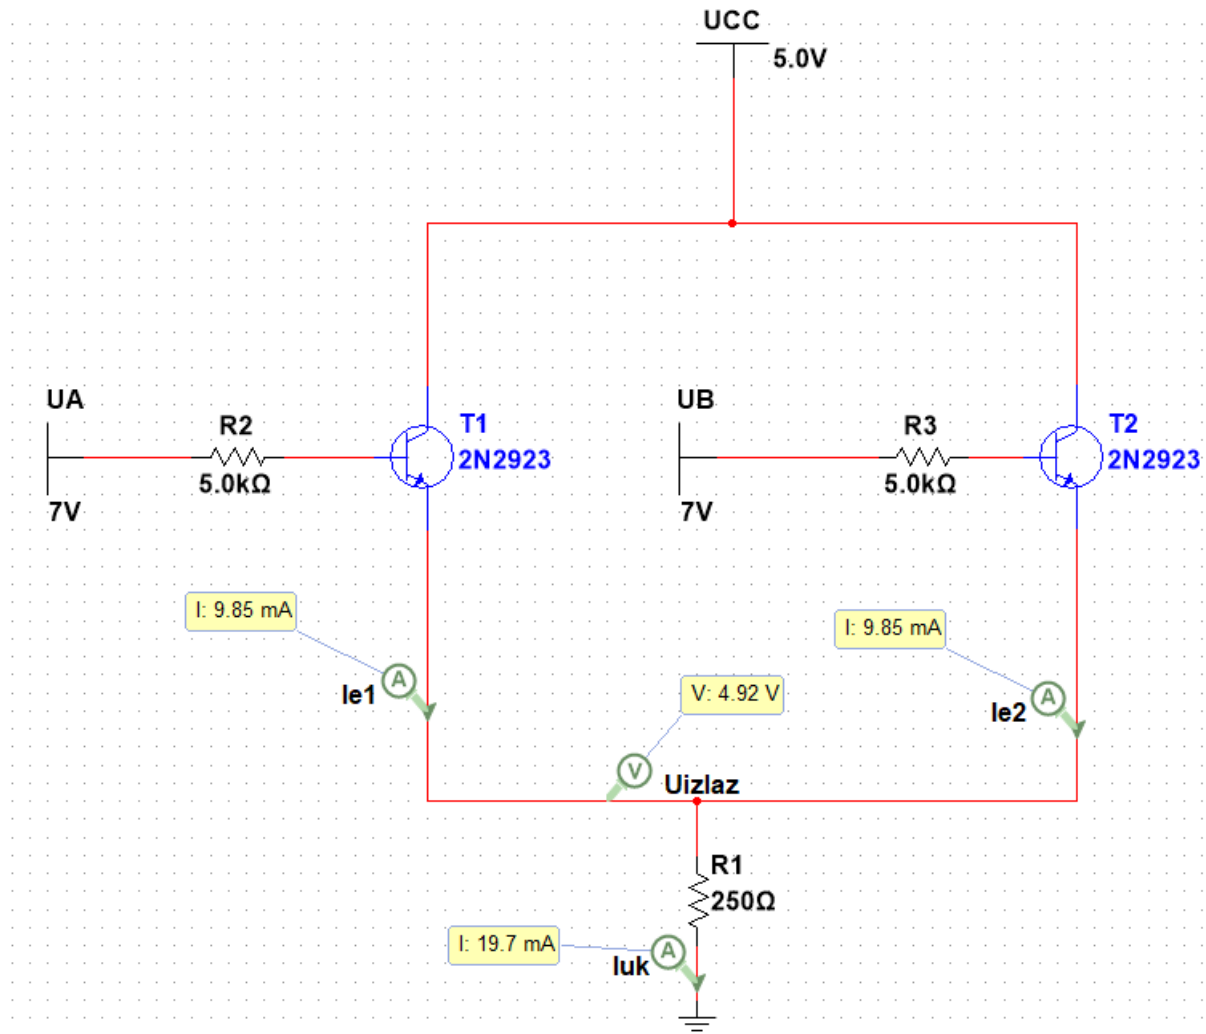 UCC
5.0V
UA
R2
5.0kΩ
7V
T1
2N2923
UB
R3
5.0kΩ
7V
T2
2N2923
I: 9.85 mA
A
Ie1
I: 9.85 mA
A
Ie2
V: 4.92 V
V
Uizlaz
R1
250Ω
I: 19.7 mA
A
Iuk